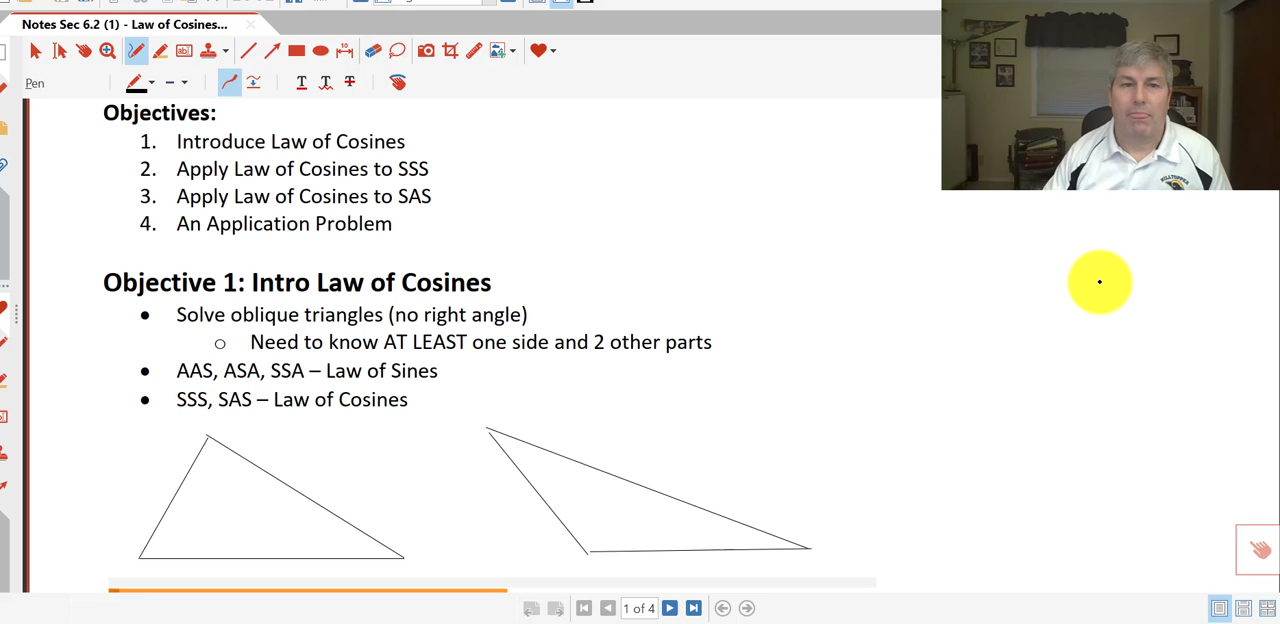 Notes Sec 6.2 (1) - Law of Cosines...
Pen
Objectives:
1. Introduce Law of Cosines
2. Apply Law of Cosines to SSS
3. Apply Law of Cosines to SAS
4. An Application Problem
Objective 1: Intro Law of Cosines
• Solve oblique triangles (no right angle)
o Need to know AT LEAST one side and 2 other parts
• AAS, ASA, SSA – Law of Sines
• SSS, SAS – Law of Cosines
HILLTOPPER
1 of 4